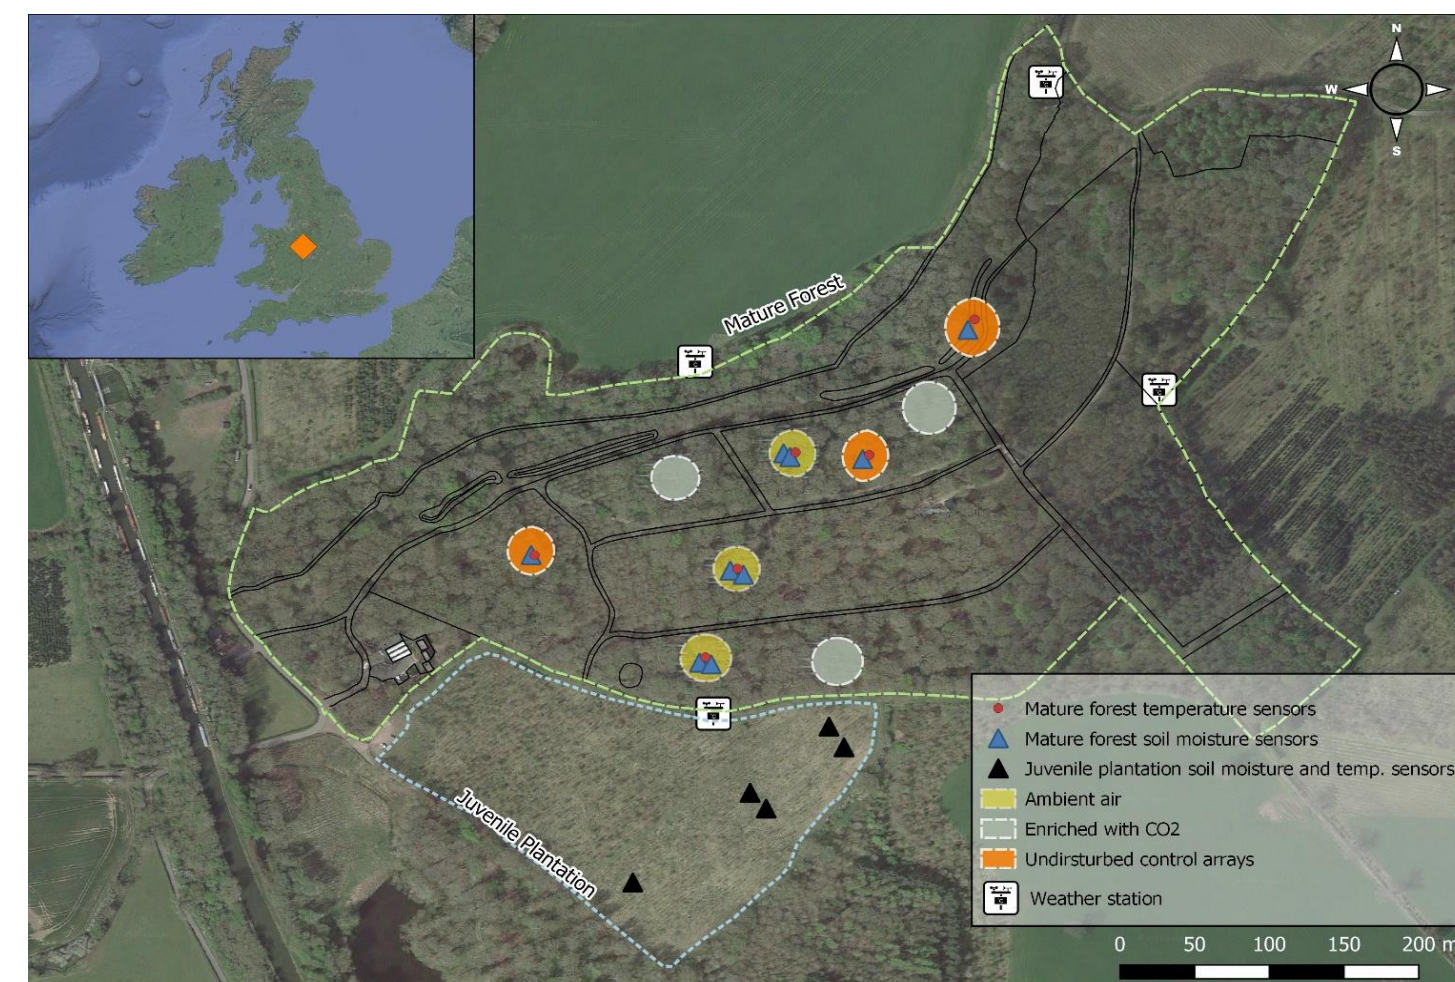 N
W
S
Mature Forest
Juvenile Plantation
Mature forest temperature sensors
Mature forest soil moisture sensors
Juvenile plantation soil moisture and temp. sensors
Ambient air
Enriched with CO2
Undirsturbed control arrays
Weather station
0 50 100 150 200 m